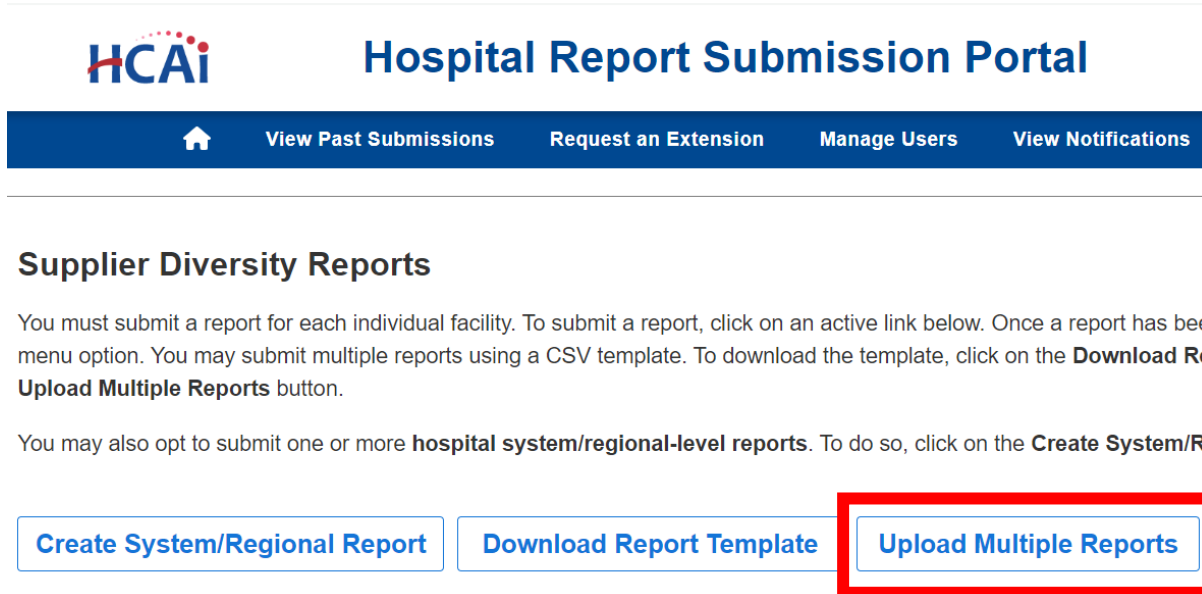 HCAi
Hospital Report Submission Portal
View Past Submissions Request an Extension Manage Users View Notifications
Supplier Diversity Reports
You must submit a report for each individual facility. To submit a report, click on an active link below. Once a report has
menu option. You may submit multiple reports using a CSV template. To download the template, click on the Download
Upload Multiple Reports button.
You may also opt to submit one or more hospital system/regional-level reports. To do so, click on the Create
Create System/Regional Report Download Report Template Upload Multiple Reports